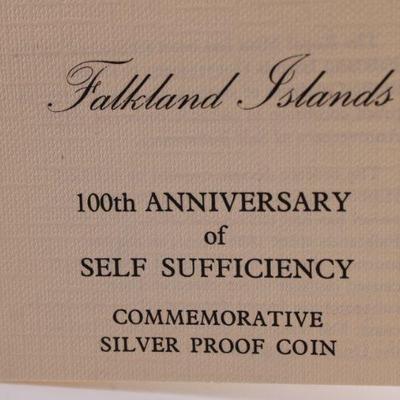 Falkland Islands
100th ANNIVERSARY
of
SELF SUFFICIENCY
COMMEMORATIVE
SILVER PROOF COIN